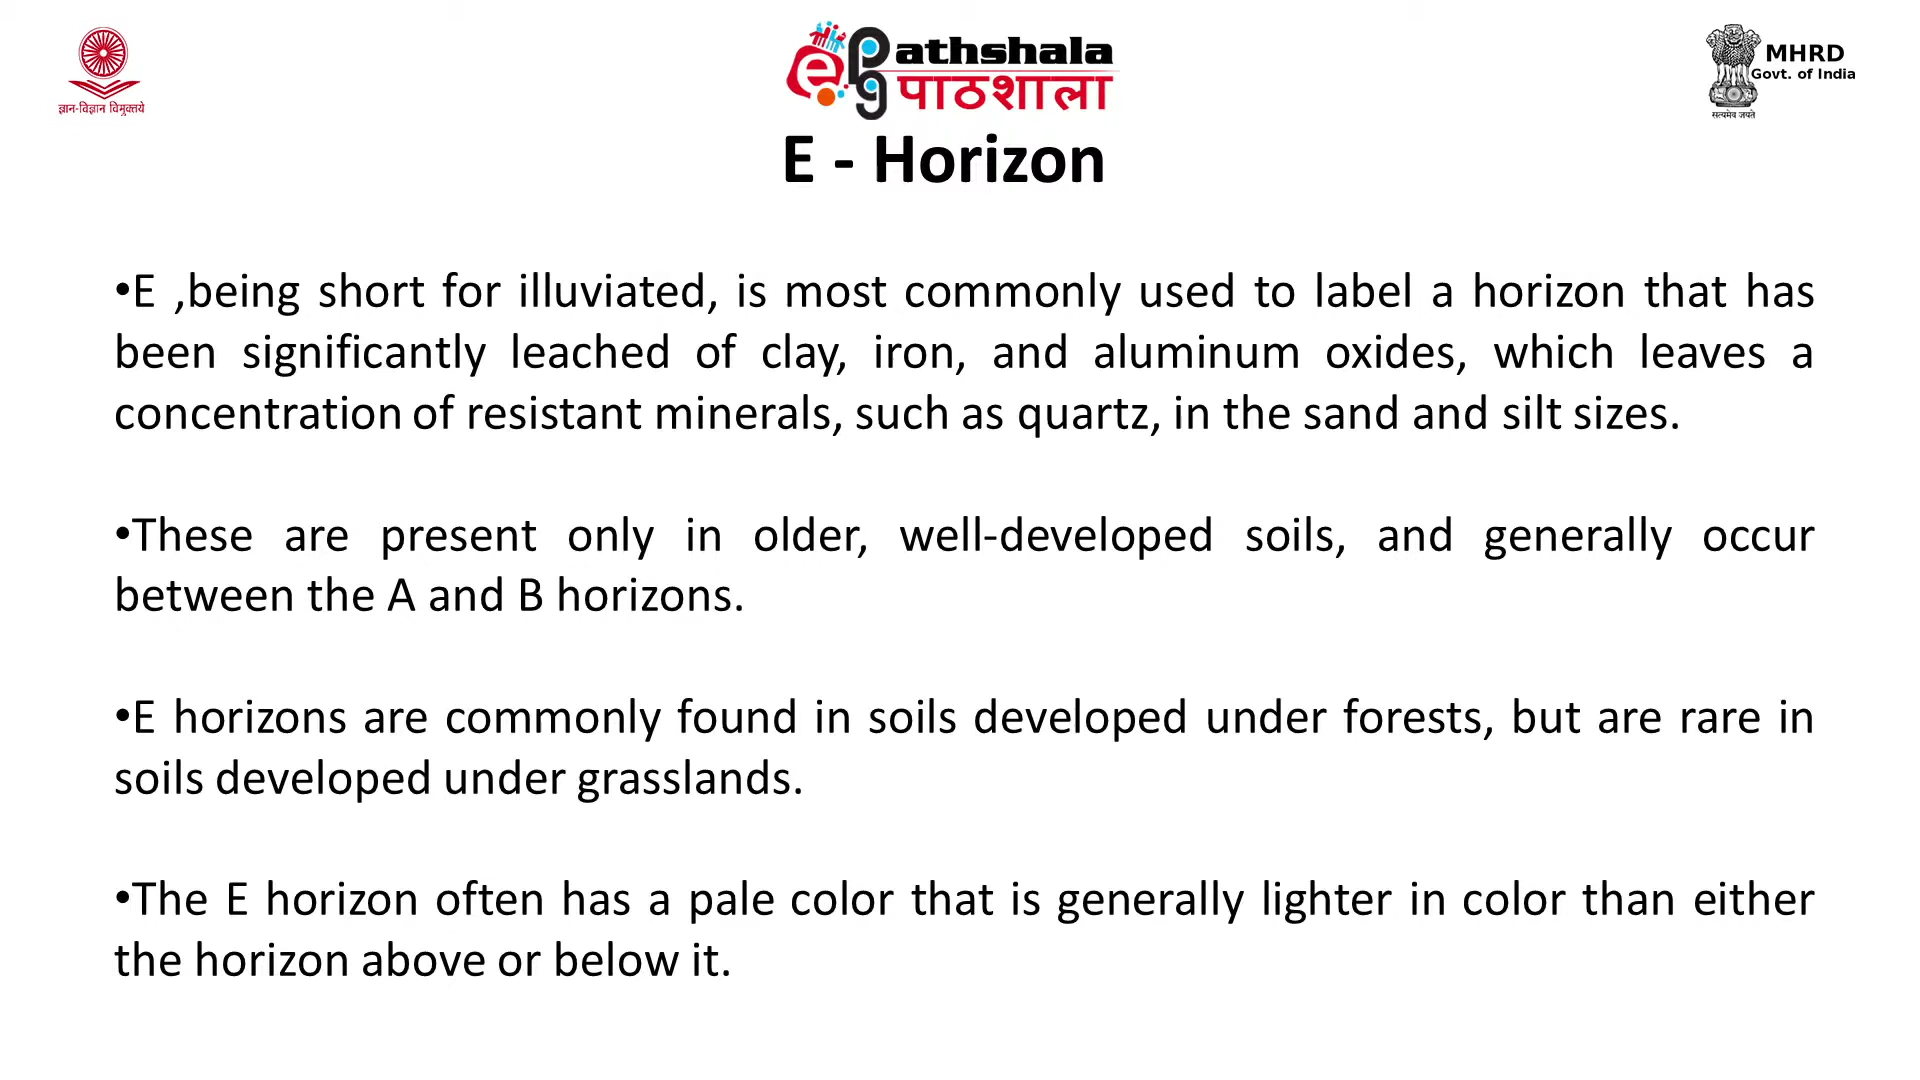 ज्ञान-विज्ञान विमुक्तये
ePG athshala
पाठशाला
MHRD
Govt. of India
सत्यमेव जयते
E - Horizon
•E ,being short for illuviated, is most commonly used to label a horizon that has
been significantly leached of clay, iron, and aluminum oxides, which leaves a
concentration of resistant minerals, such as quartz, in the sand and silt sizes.
•These are present only in older, well-developed soils, and generally occur
between the A and B horizons.
•E horizons are commonly found in soils developed under forests, but are rare in
soils developed under grasslands.
•The E horizon often has a pale color that is generally lighter in color than either
the horizon above or below it.